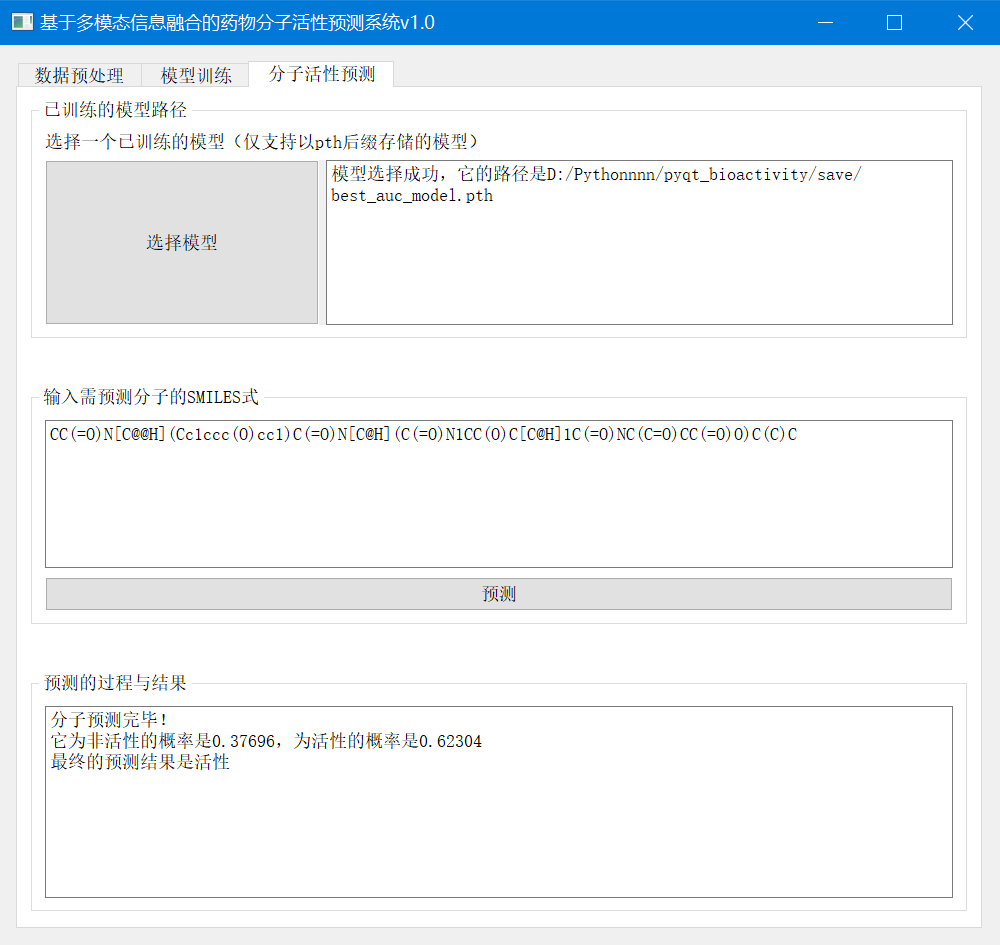 基于多模态信息融合的药物分子活性预测系统v1.0
数据预处理 模型训练 分子活性预测
已训练的模型路径
选择一个已训练的模型（仅支持以pth后缀存储的模型）
选择模型
模型选择成功，它的路径是D:/Pythonnnn/pyqt_bioactivity/save/
best_auc_model.pth
输入需预测分子的SMILES式
CC(=O)N[C@@H](Cc1ccc(O)cc1)C(=O)N[C@H](C(=O)N1CC(O)C[C@H]1C(=O)NC(C=O)CC(=O)O)C(C)C
预测
预测的过程与结果
分子预测完毕!
它为非活性的概率是0.37696，为活性的概率是0.62304
最终的预测结果是活性